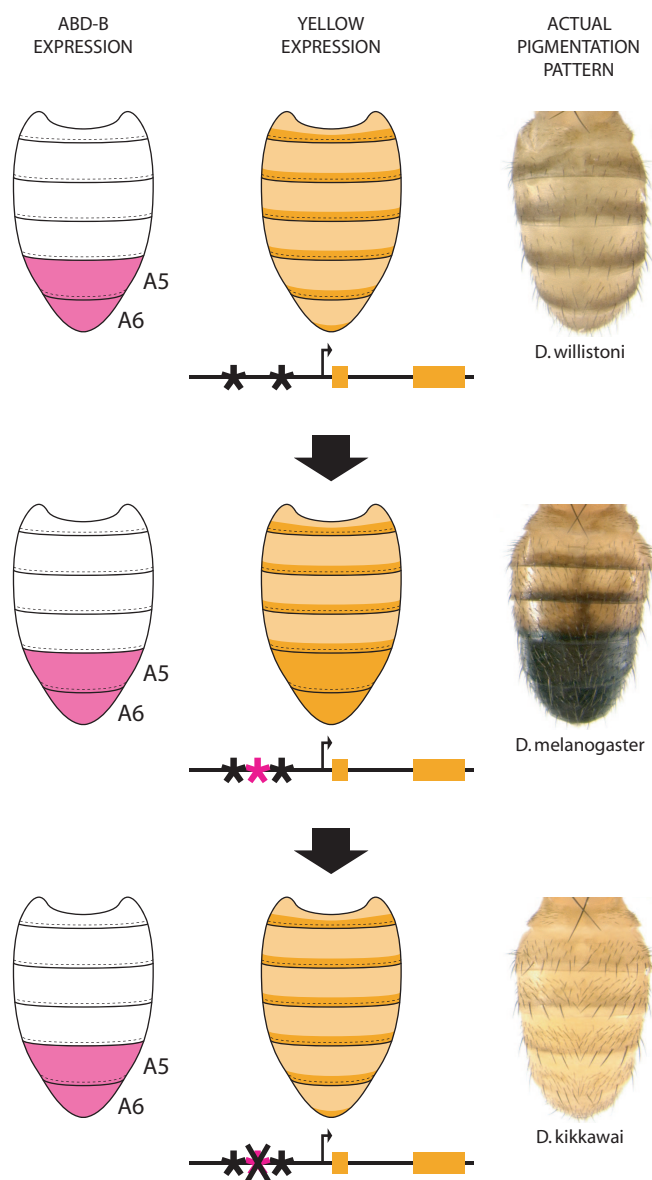 ABD-B
EXPRESSION
YELLOW
EXPRESSION
ACTUAL
PIGMENTATION
PATTERN
A5
A6
D. willistoni
A5
A6
D. melanogaster
A5
A6
D. kikkawai